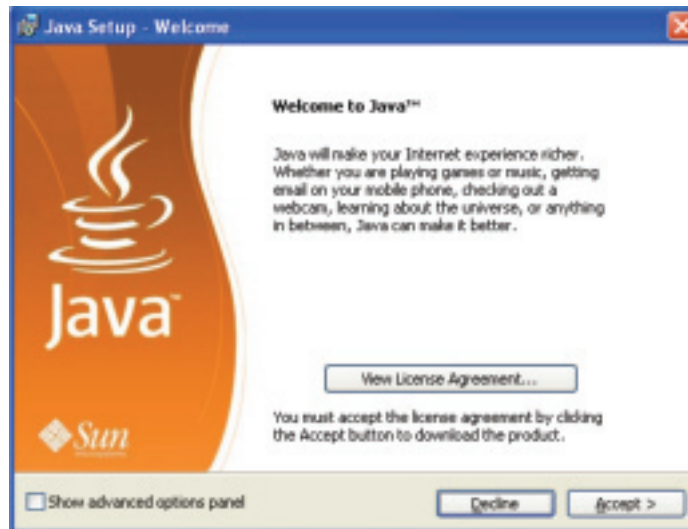 Java Setup - Welcome
Welcome to Java™
Java will make your Internet experience richer.
Whether you are playing games or music, getting
email on your mobile phone, checking out a
webcam, learning about the universe, or anything
in between, Java can make it better.
Java™
View License Agreement...
You must accept the license agreement by clicking
the Accept button to download the product.
Sun
Show advanced options panel
Decline
Accept >